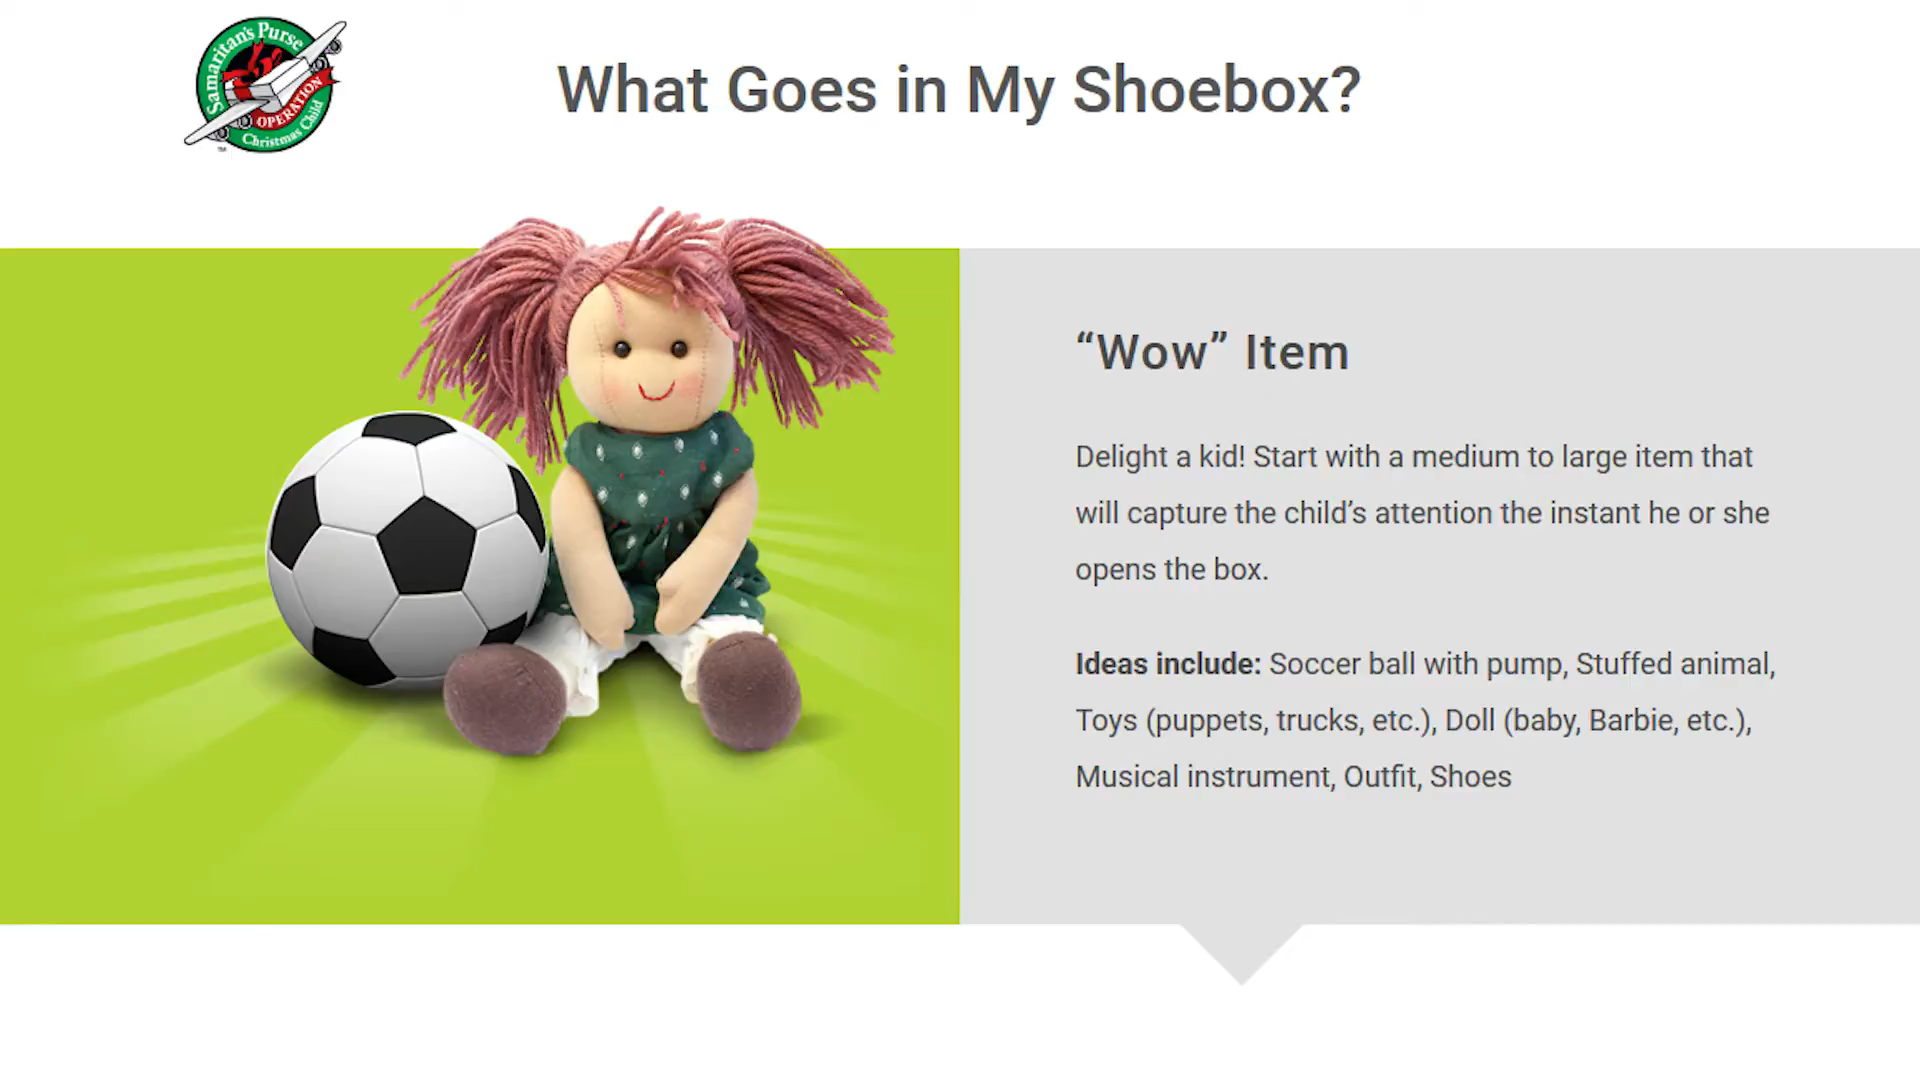 Samaritan's Purse
OPERATION
Christmas Child
™
What Goes in My Shoebox?
“Wow” Item
Delight a kid! Start with a medium to large item that
will capture the child’s attention the instant he or she
opens the box.
Ideas include: Soccer ball with pump, Stuffed animal,
Toys (puppets, trucks, etc.), Doll (baby, Barbie, etc.),
Musical instrument, Outfit, Shoes